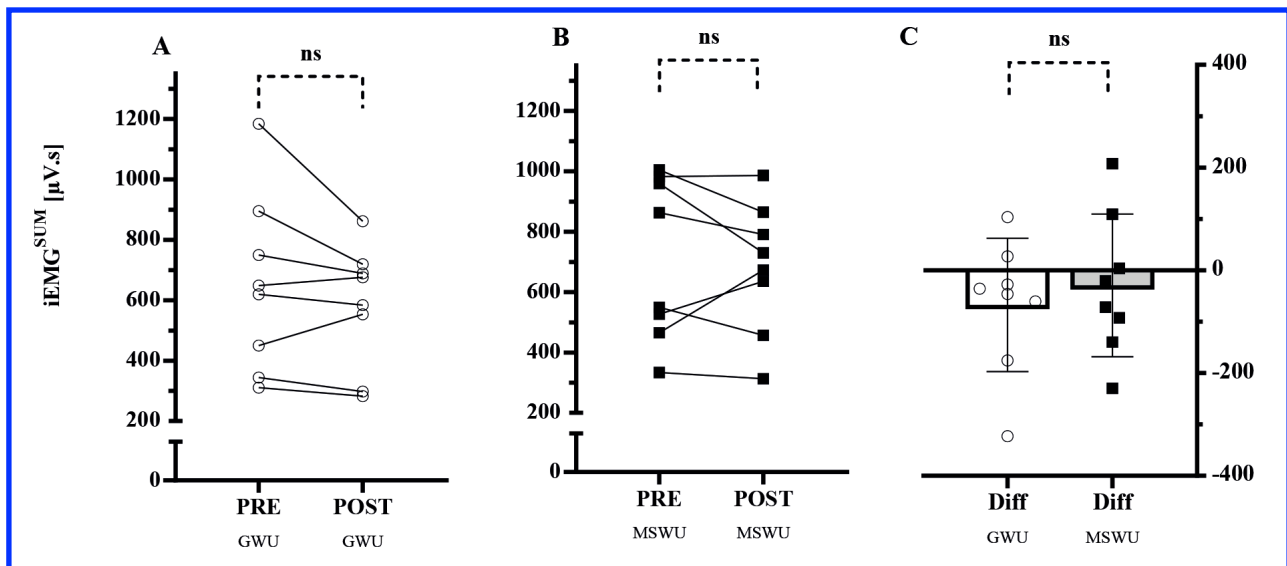 A
B
C
ns
ns
ns
iEMG^SUM [µV.s]
1200
1000
800
600
400
200
0
PRE
POST
GWU
GWU
1200
1000
800
600
400
200
0
PRE
POST
MSWU
MSWU
400
200
0
-200
-400
Diff
Diff
GWU
MSWU